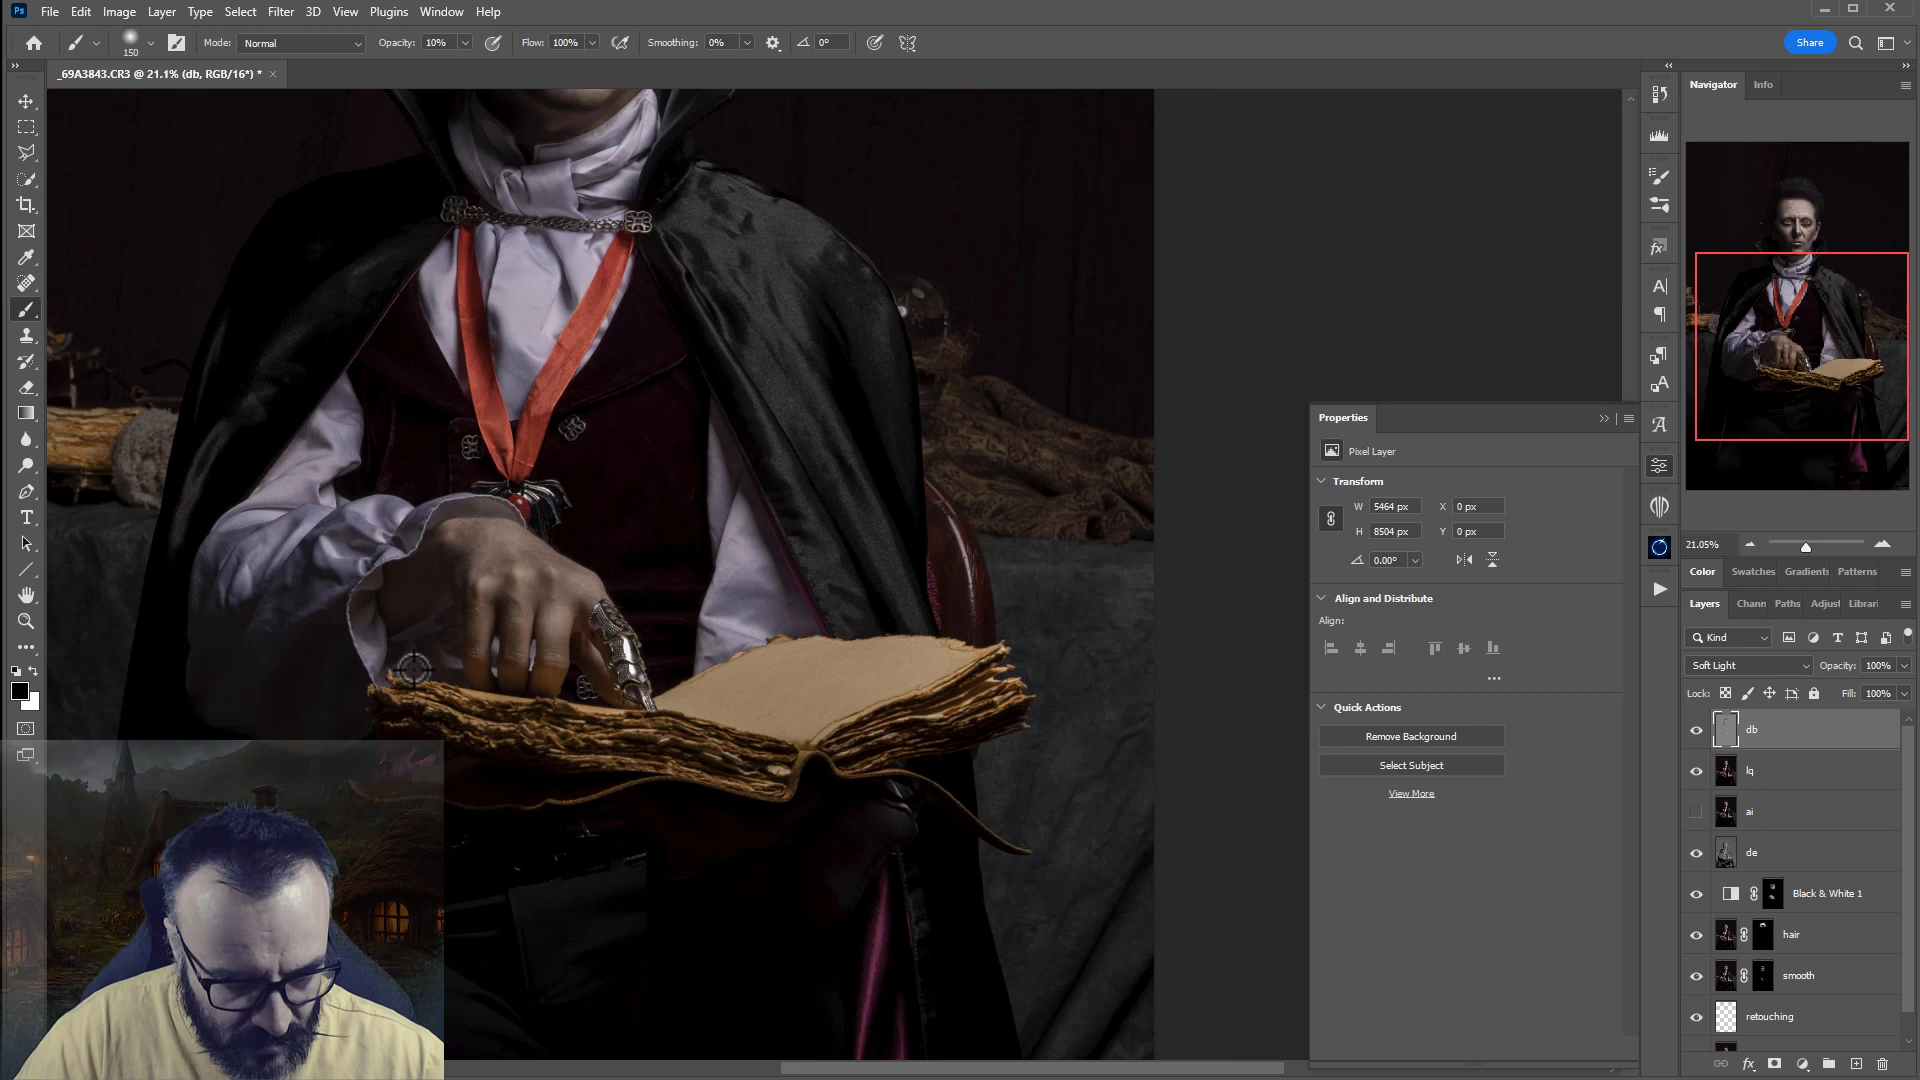 Ps File Edit Image Layer Type Select Filter 3D View Plugins Window Help
150 Mode: Normal Opacity: 10% Flow: 100% Smoothing: 0% 0° Share
_69A3843.CR3 @ 21.1% (db, RGB/16*) *
Navigator Info
21.05%
Color Swatches Gradients Patterns
Layers Chann Paths Adjust Librari
Kind
Soft Light Opacity: 100%
Lock: Fill: 100%
db
lq
ai
de
Black & White 1
hair
smooth
retouching
Properties
Pixel Layer
Transform
W 5464 px X 0 px
H 8504 px Y 0 px
0.00°
Align and Distribute
Align:
Quick Actions
Remove Background
Select Subject
View More